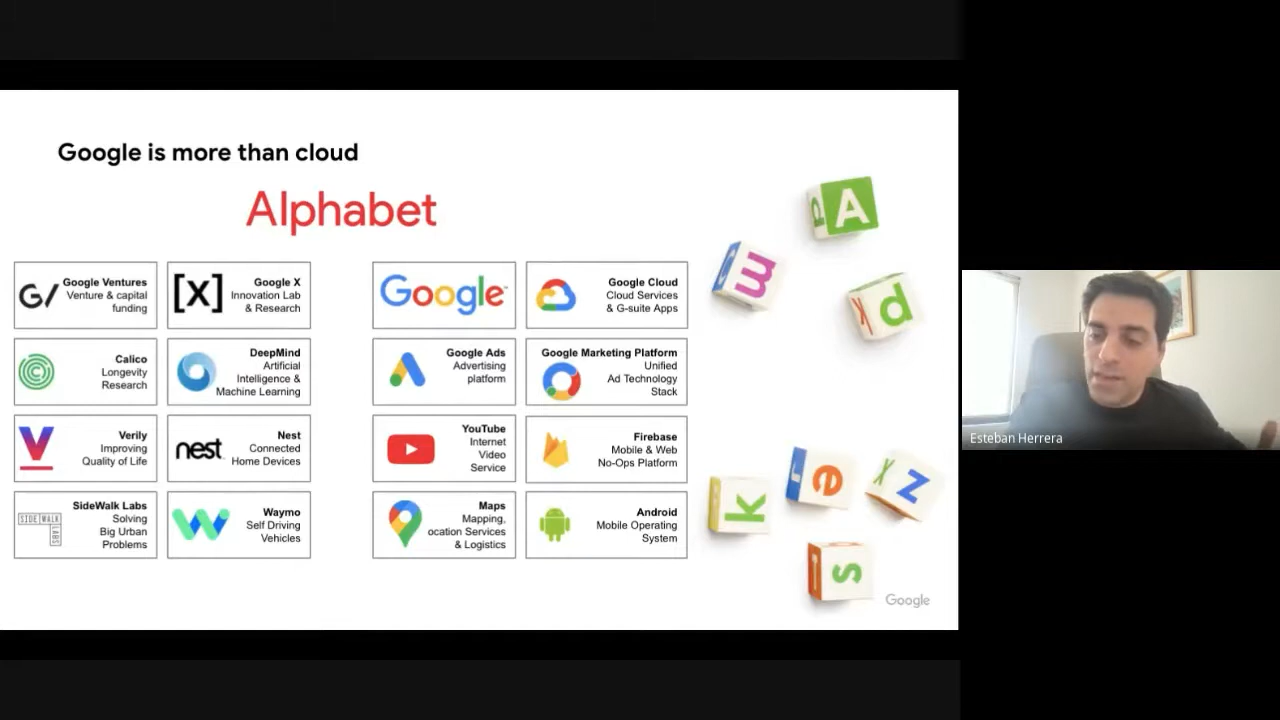 Google is more than cloud
Alphabet
G/
Google Ventures
Venture & capital
funding
[X]
Google X
Innovation Lab
& Research
Google
Google Cloud
Cloud Services
& G-suite Apps
Calico
Longevity
Research
DeepMind
Artificial
Intelligence &
Machine Learning
Google Ads
Advertising
platform
Google Marketing Platform
Unified
Ad Technology
Stack
Verily
Improving
Quality of Life
nest
Nest
Connected
Home Devices
YouTube
Internet
Video
Service
Firebase
Mobile & Web
No-Ops Platform
SIDEWALK
LABS
SideWalk Labs
Solving
Big Urban
Problems
Waymo
Self Driving
Vehicles
Maps
Mapping,
ocation Services
& Logistics
Android
Mobile Operating
System
A
m
d
X
k
e
r
z
s
Google
Esteban Herrera